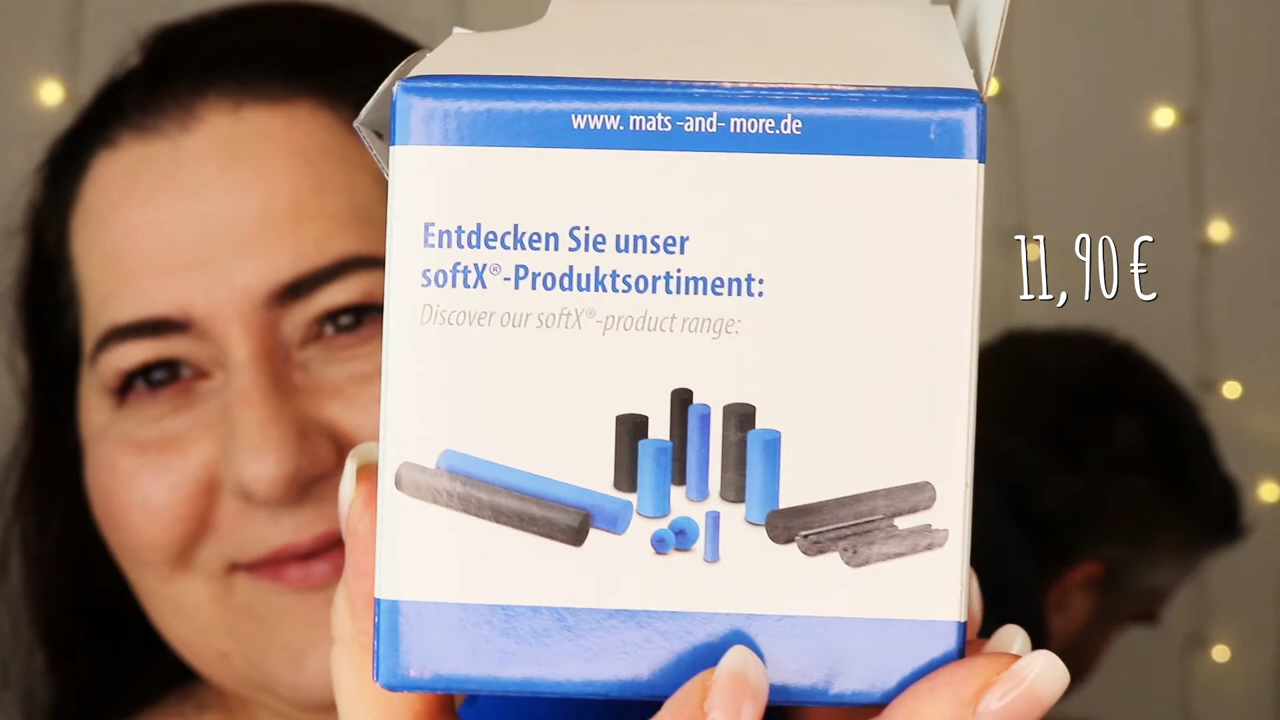 www. mats -and- more.de
Entdecken Sie unser
softX®-Produktsortiment:
Discover our softX®-product range:
11,90 €